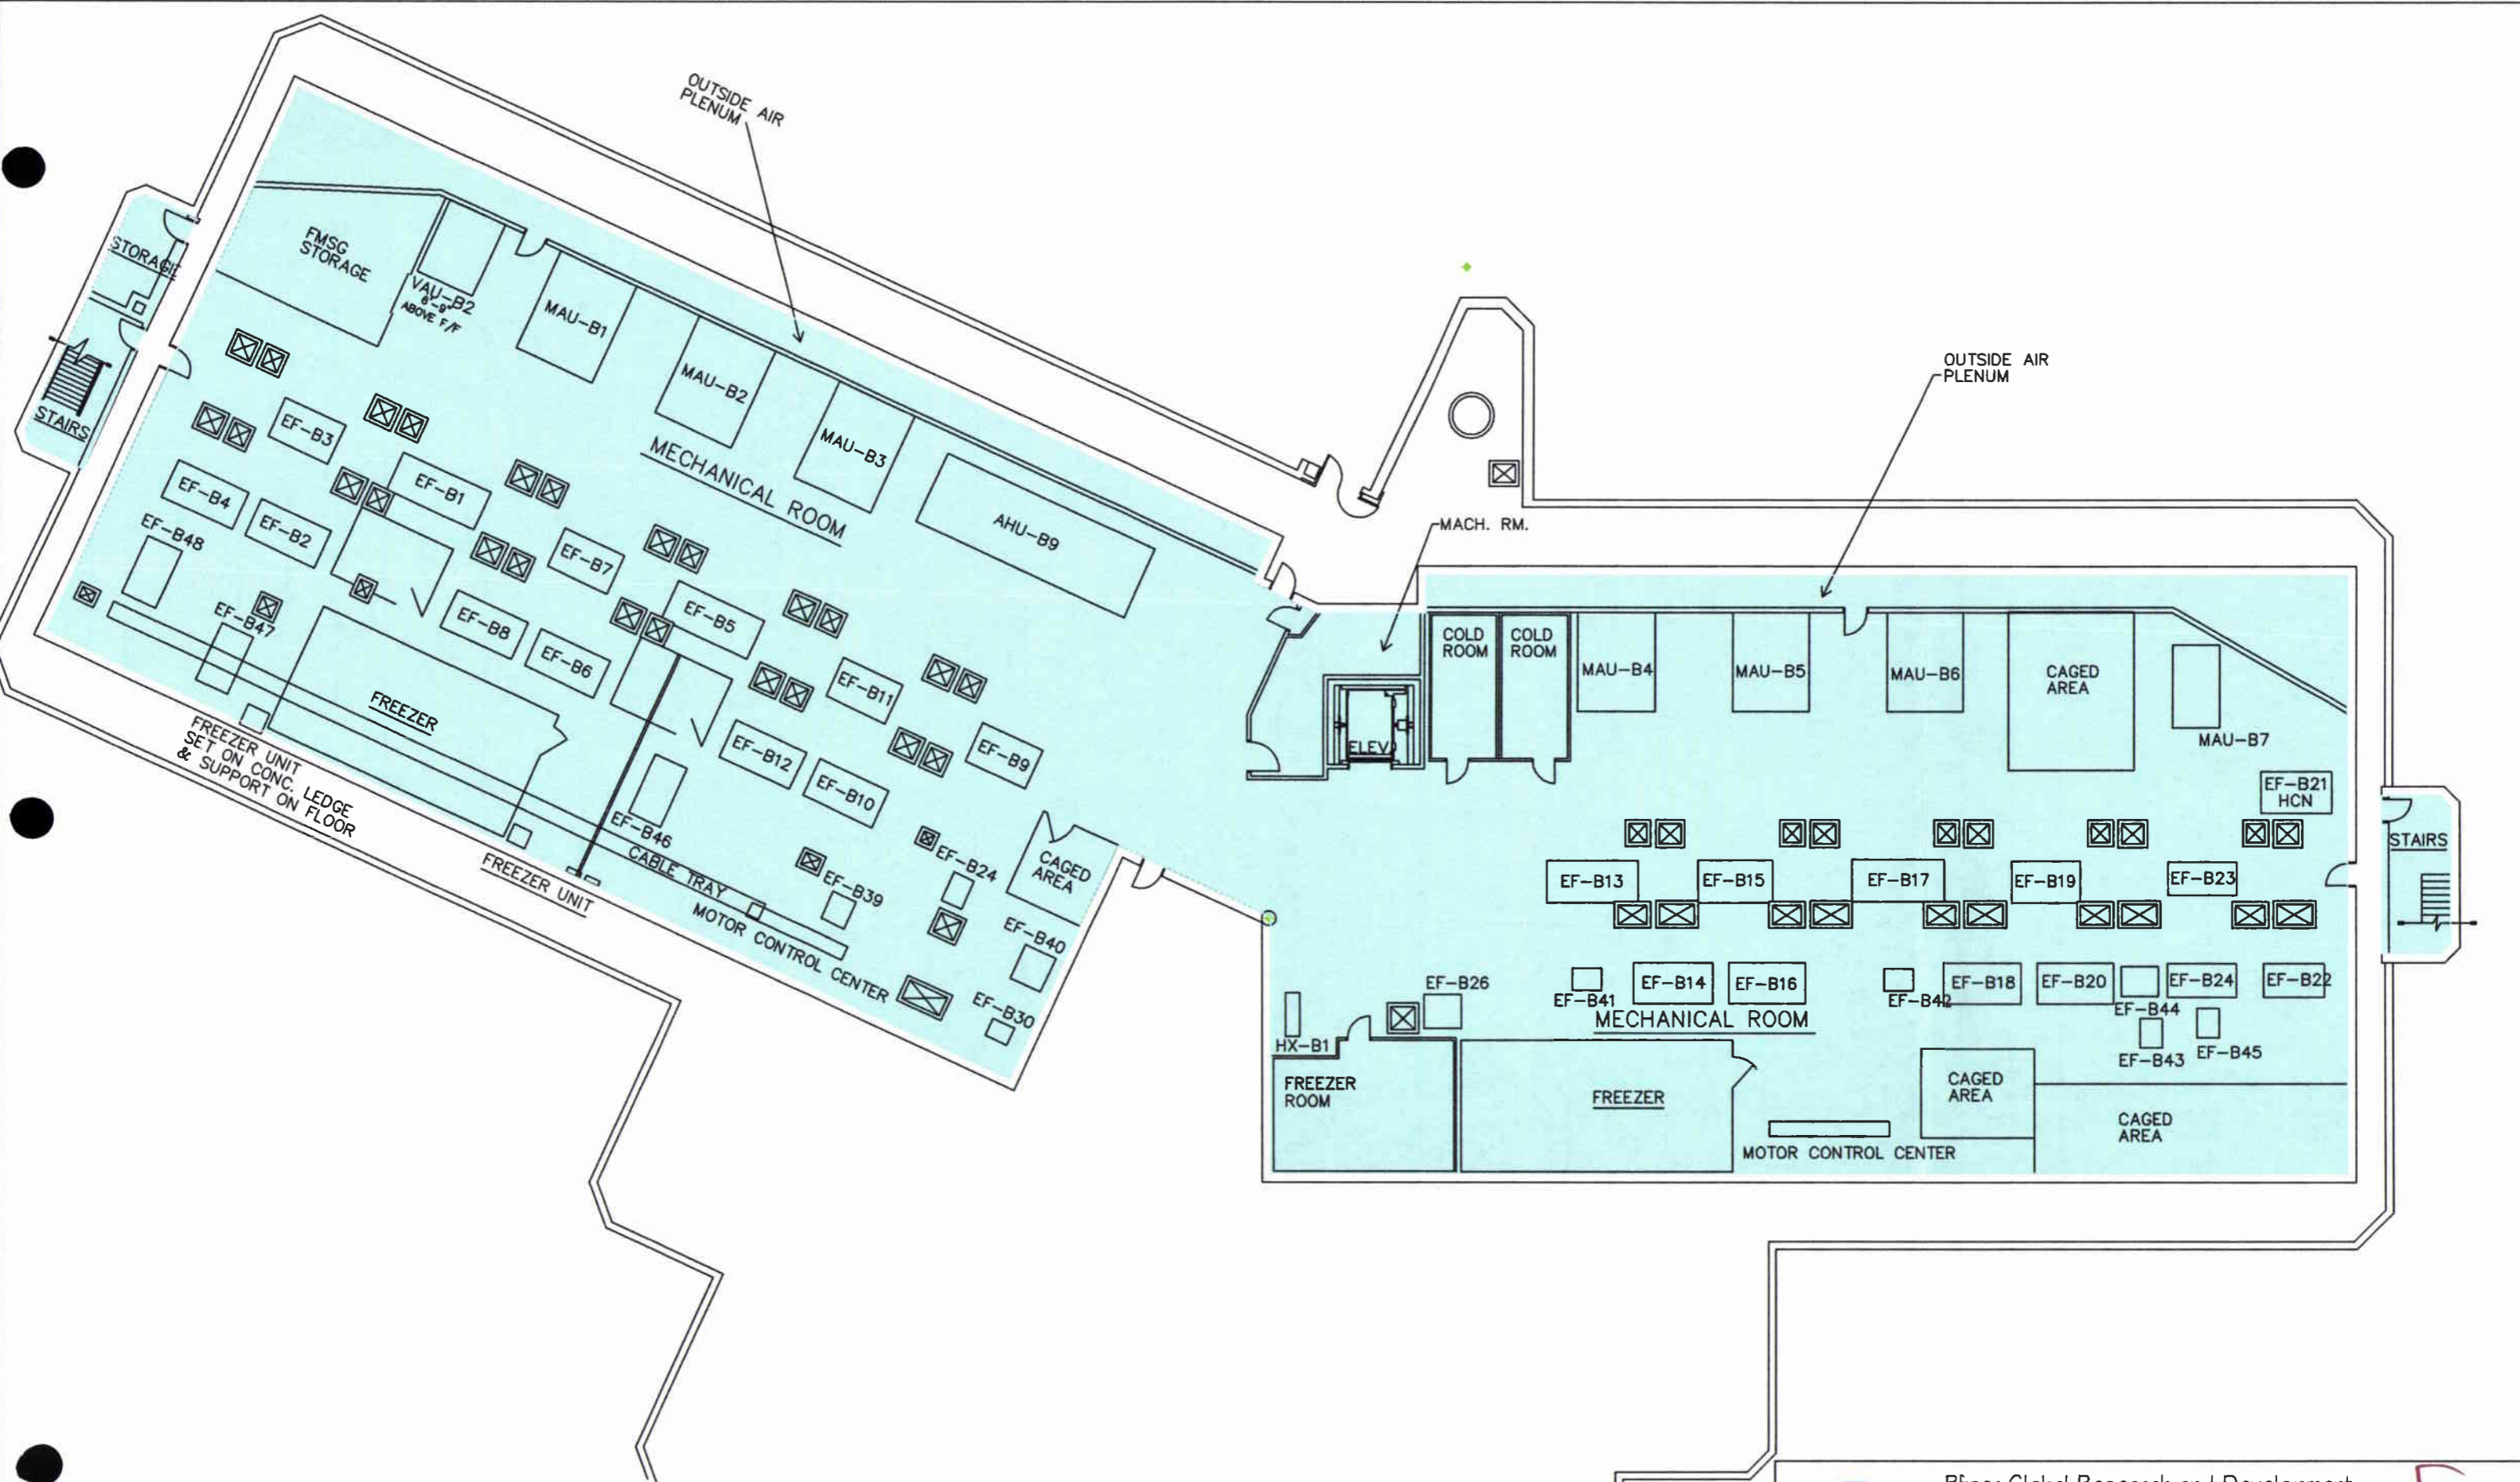 OUTSIDE AIR
PLENUM
STORAGE
STAIRS
FMSG
STORAGE
VAU-B2
8'-9"
ABOVE F/F
MAU-B1
MAU-B2
MAU-B3
MECHANICAL ROOM
AHU-B9
EF-B3
EF-B1
EF-B4
EF-B2
EF-B48
EF-B7
EF-B47
EF-B8
EF-B5
EF-B6
EF-B11
EF-B9
FREEZER
EF-B12
EF-B10
FREEZER UNIT
SET ON CONC. LEDGE
& SUPPORT ON FLOOR
EF-B46
CABLE TRAY
FREEZER UNIT
EF-B39
EF-B24
CAGED
AREA
MOTOR CONTROL CENTER
EF-B40
EF-B30
OUTSIDE AIR
PLENUM
MACH. RM.
ELEV.
COLD
ROOM
COLD
ROOM
MAU-B4
MAU-B5
MAU-B6
CAGED
AREA
MAU-B7
EF-B21
HCN
STAIRS
EF-B13
EF-B15
EF-B17
EF-B19
EF-B23
EF-B26
EF-B41
EF-B14
EF-B16
EF-B42
EF-B18
EF-B20
EF-B44
EF-B24
EF-B22
MECHANICAL ROOM
HX-B1
EF-B43
EF-B45
FREEZER
ROOM
FREEZER
CAGED
AREA
CAGED
AREA
MOTOR CONTROL CENTER
Pfizer Global Research and Development